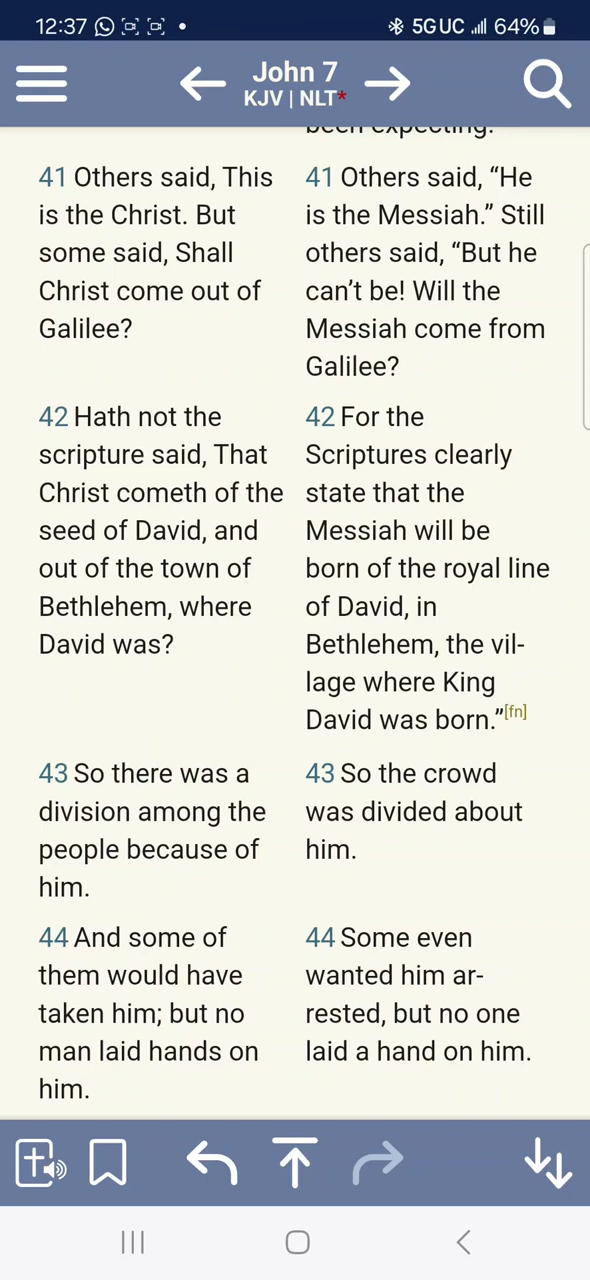 12:37
5G UC
64%
John 7
KJV | NLT*
been expecting.
41 Others said, This
is the Christ. But
some said, Shall
Christ come out of
Galilee?
41 Others said, “He
is the Messiah.” Still
others said, “But he
can’t be! Will the
Messiah come from
Galilee?
42 Hath not the
scripture said, That
Christ cometh of the
seed of David, and
out of the town of
Bethlehem, where
David was?
42 For the
Scriptures clearly
state that the
Messiah will be
born of the royal line
of David, in
Bethlehem, the vil-
lage where King
David was born.”[fn]
43 So there was a
division among the
people because of
him.
43 So the crowd
was divided about
him.
44 And some of
them would have
taken him; but no
man laid hands on
him.
44 Some even
wanted him ar-
rested, but no one
laid a hand on him.